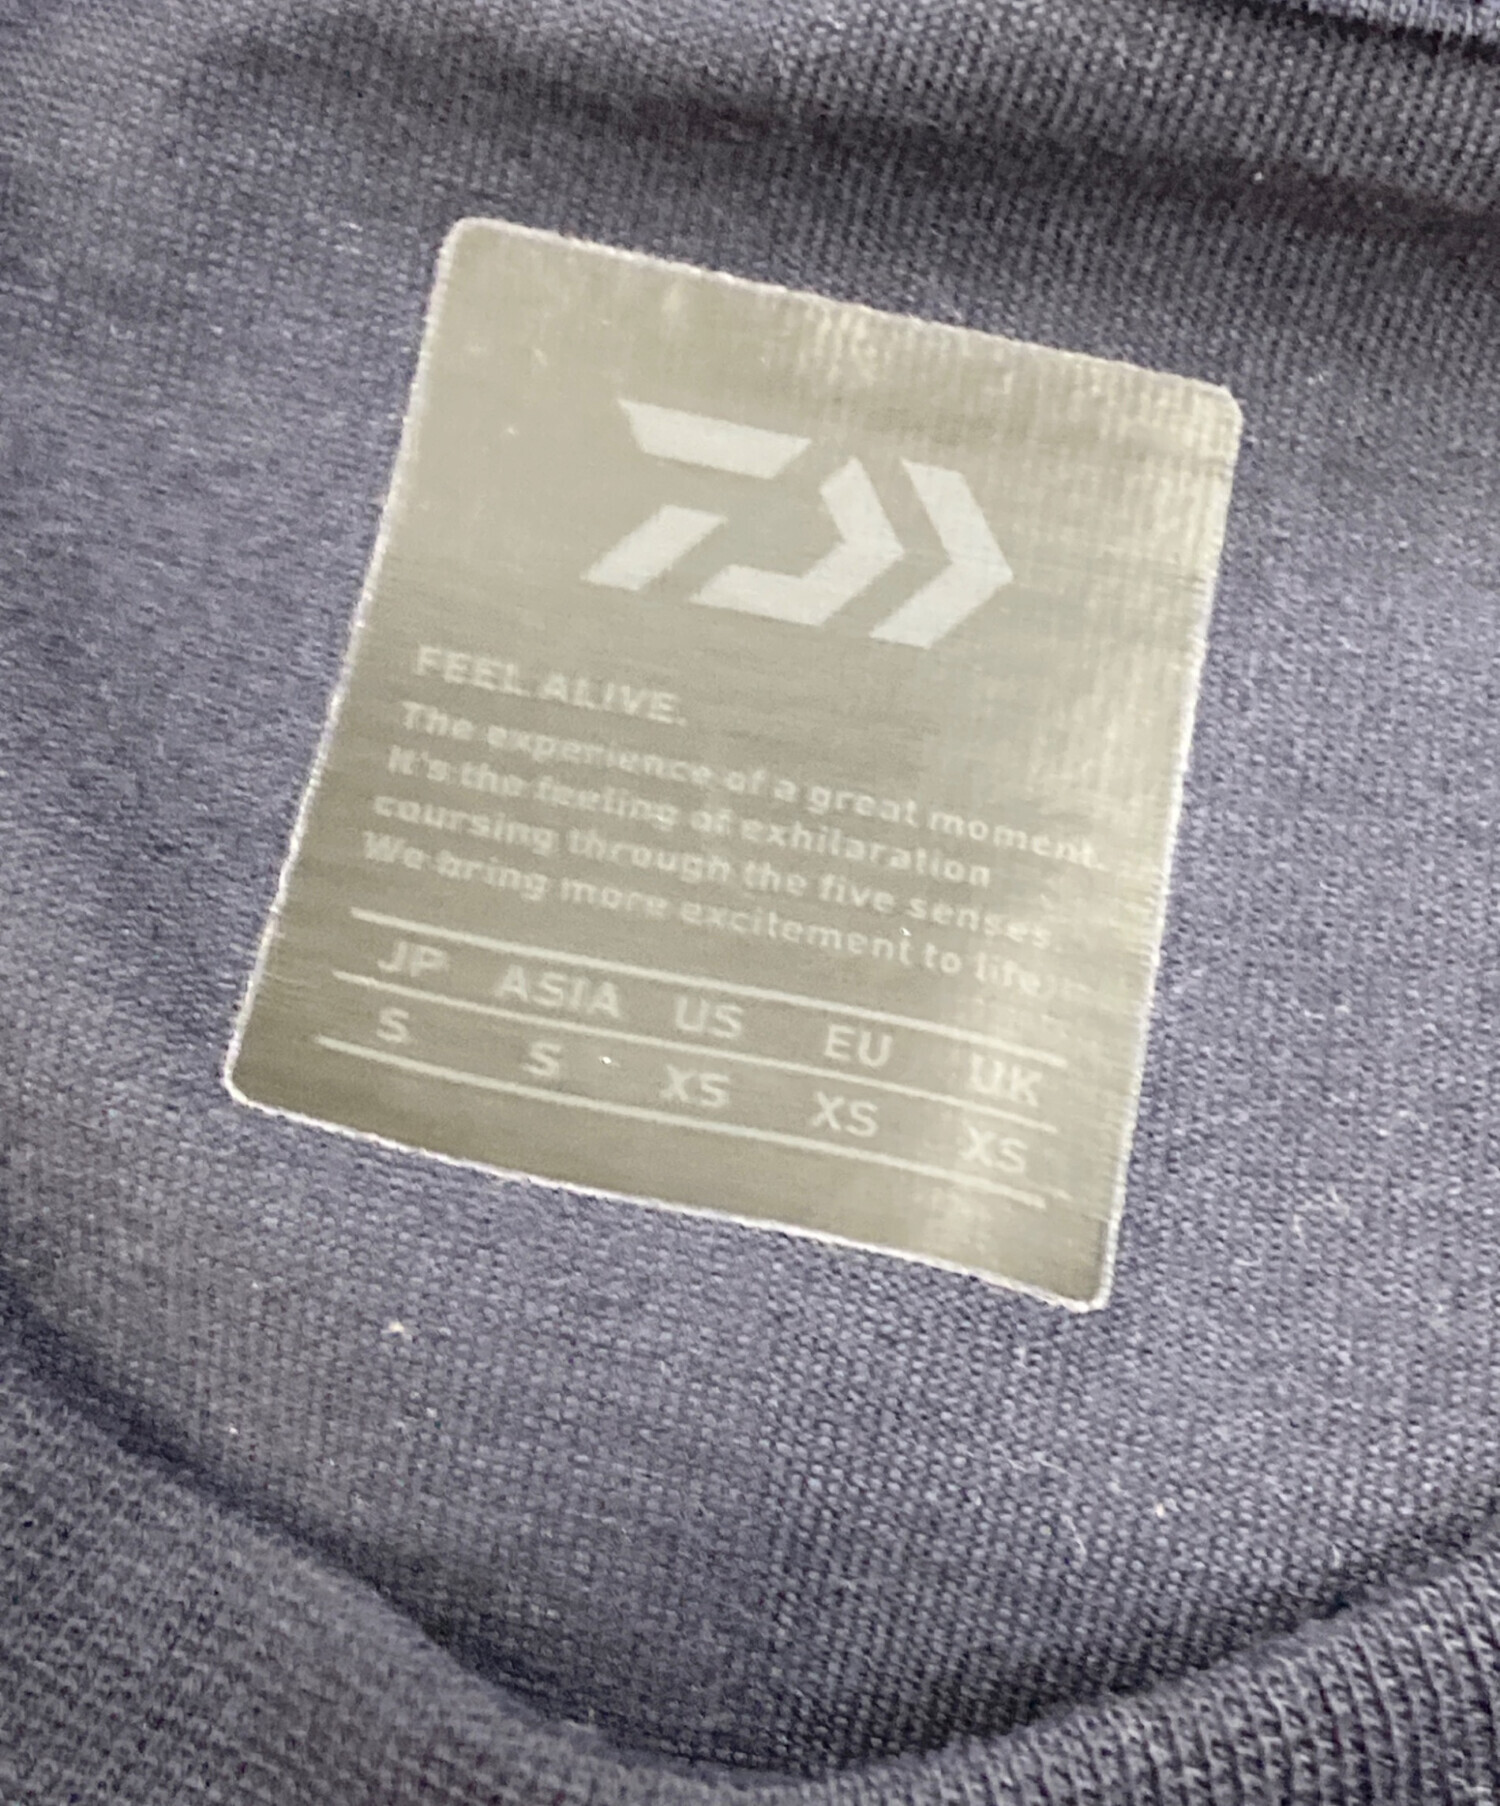 FEEL ALIVE.
The experience of a great moment.
It's the feeling of exhilaration
coursing through the five senses.
We bring more excitement to life.
JP ASIA US EU UK
S S XS XS XS